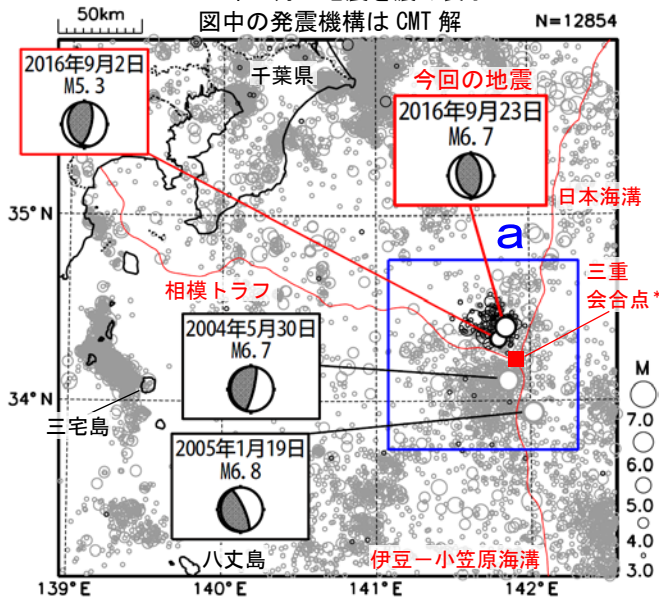 50km
図中の発震機構は CMT 解
N=12854
2016年9月2日
M5.3
千葉県
今回の地震
2016年9月23日
M6.7
日本海溝
35°N
a
三重
会合点*
相模トラフ
2004年5月30日
M6.7
34°N
三宅島
2005年1月19日
M6.8
M
7.0
6.0
5.0
4.0
3.0
八丈島
伊豆－小笠原海溝
139°E
140°E
141°E
142°E